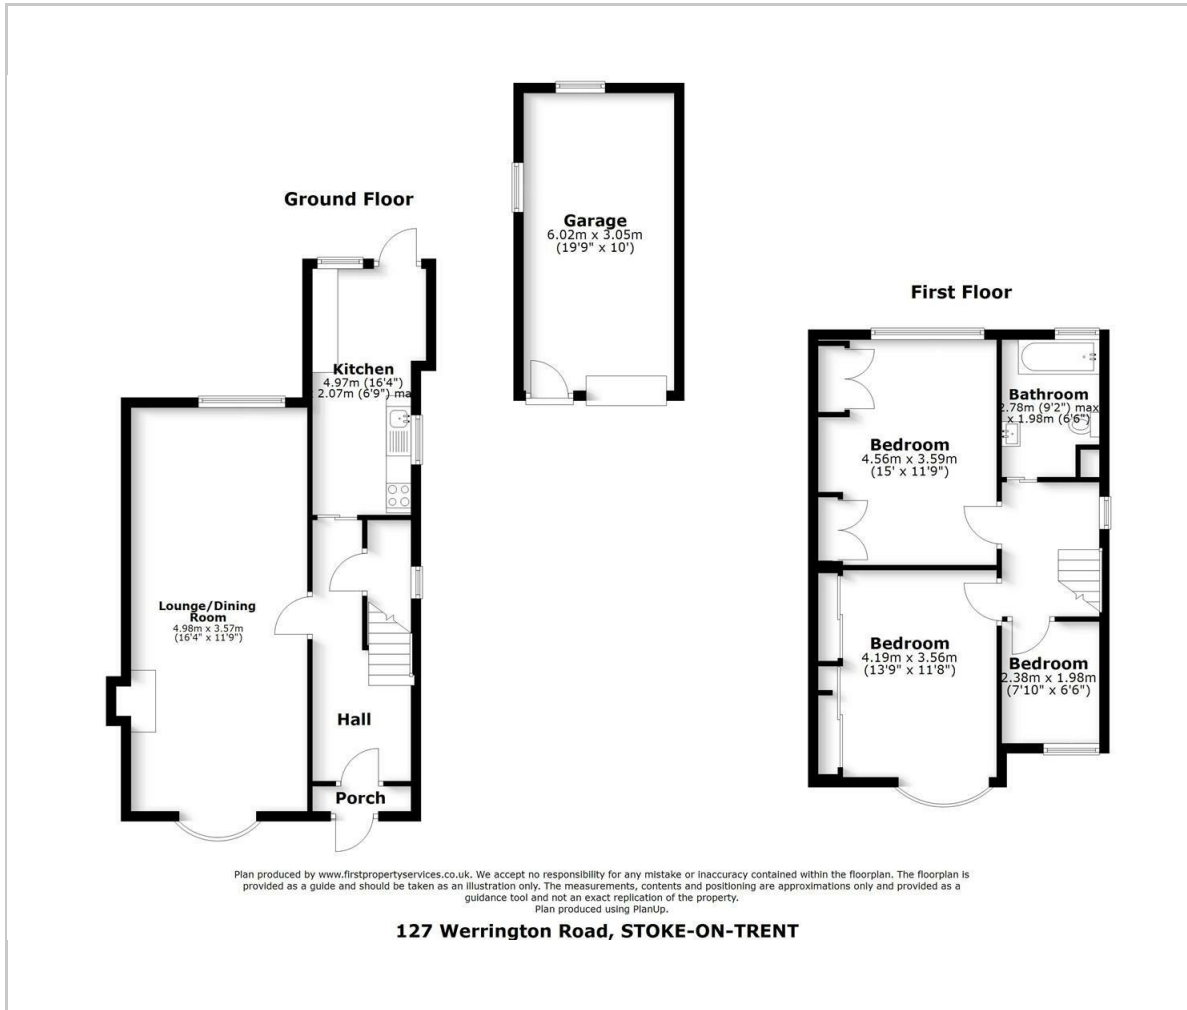 Ground Floor
Garage
6.02m x 3.05m
(19'9" x 10')
Kitchen
4.97m (16'4")
2.07m (6'9") ma
Lounge/Dining
Room
4.98m x 3.57m
(16'4" x 11'9")
Hall
Porch
First Floor
Bathroom
2.78m (9'2") max
x 1.98m (6'6")
Bedroom
4.56m x 3.59m
(15' x 11'9")
Bedroom
4.19m x 3.56m
(13'9" x 11'8")
Bedroom
2.38m x 1.98m
(7'10" x 6'6")
Plan produced by www.firstpropertyservices.co.uk. We accept no responsibility for any mistake or inaccuracy contained within the floorplan. The floorplan is
provided as a guide and should be taken as an illustration only. The measurements, contents and positioning are approximations only and provided as a
guidance tool and not an exact replication of the property.
Plan produced using PlanUp.
127 Werrington Road, STOKE-ON-TRENT